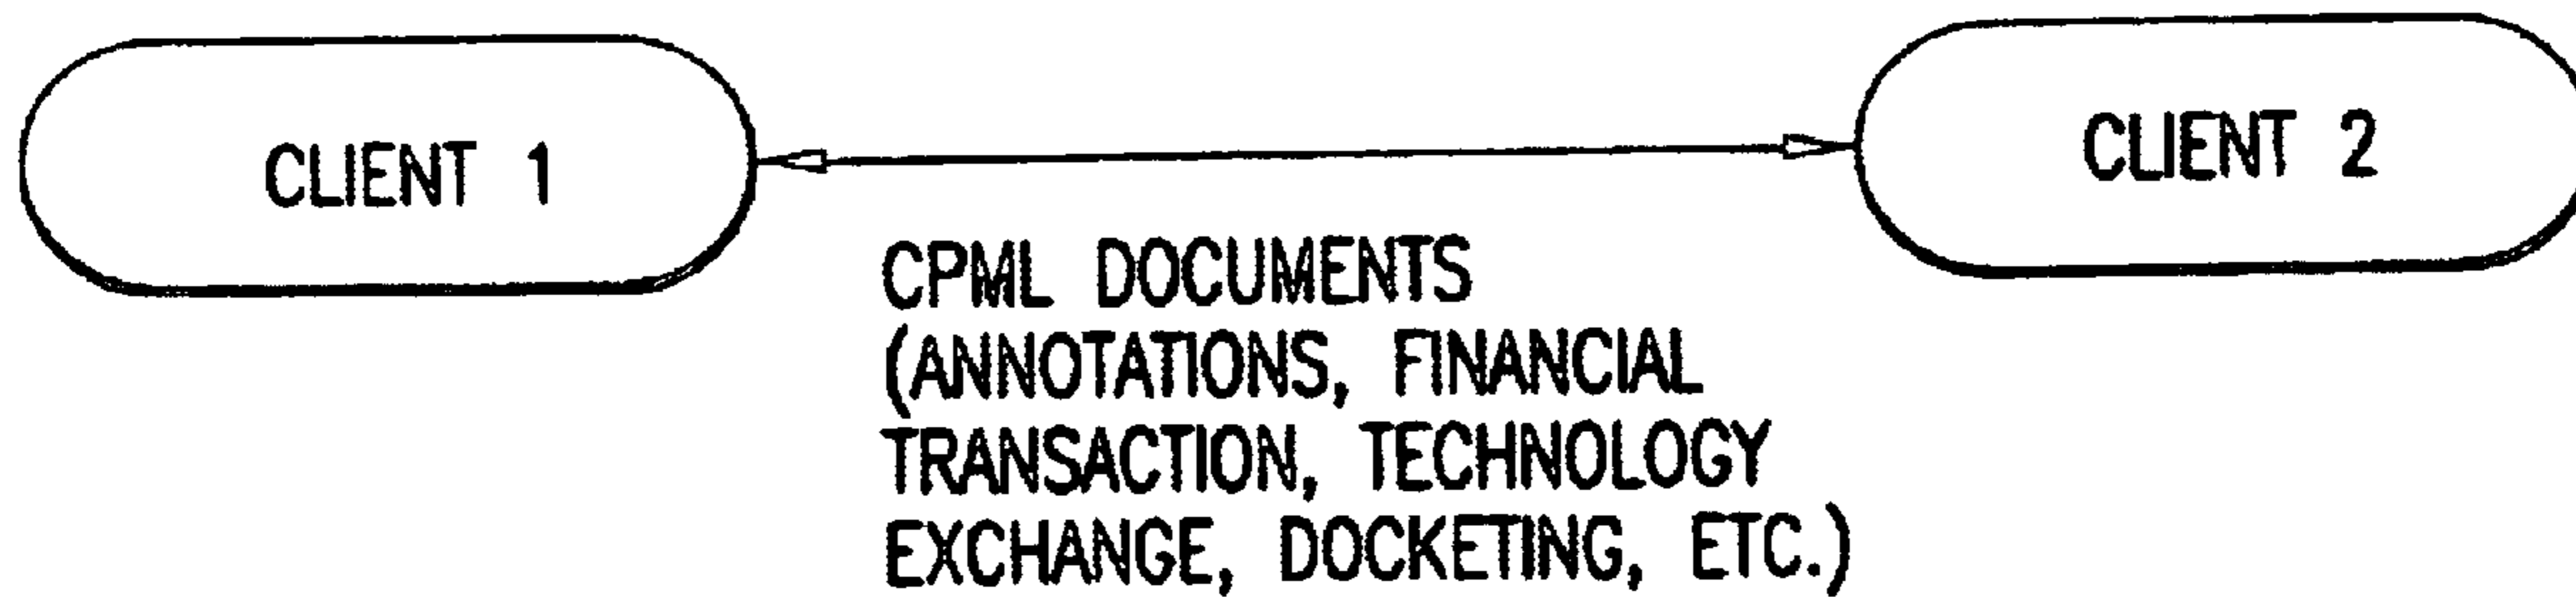 CLIENT 1
CLIENT 2
CPML DOCUMENTS
(ANNOTATIONS, FINANCIAL
TRANSACTION, TECHNOLOGY
EXCHANGE, DOCKETING, ETC.)